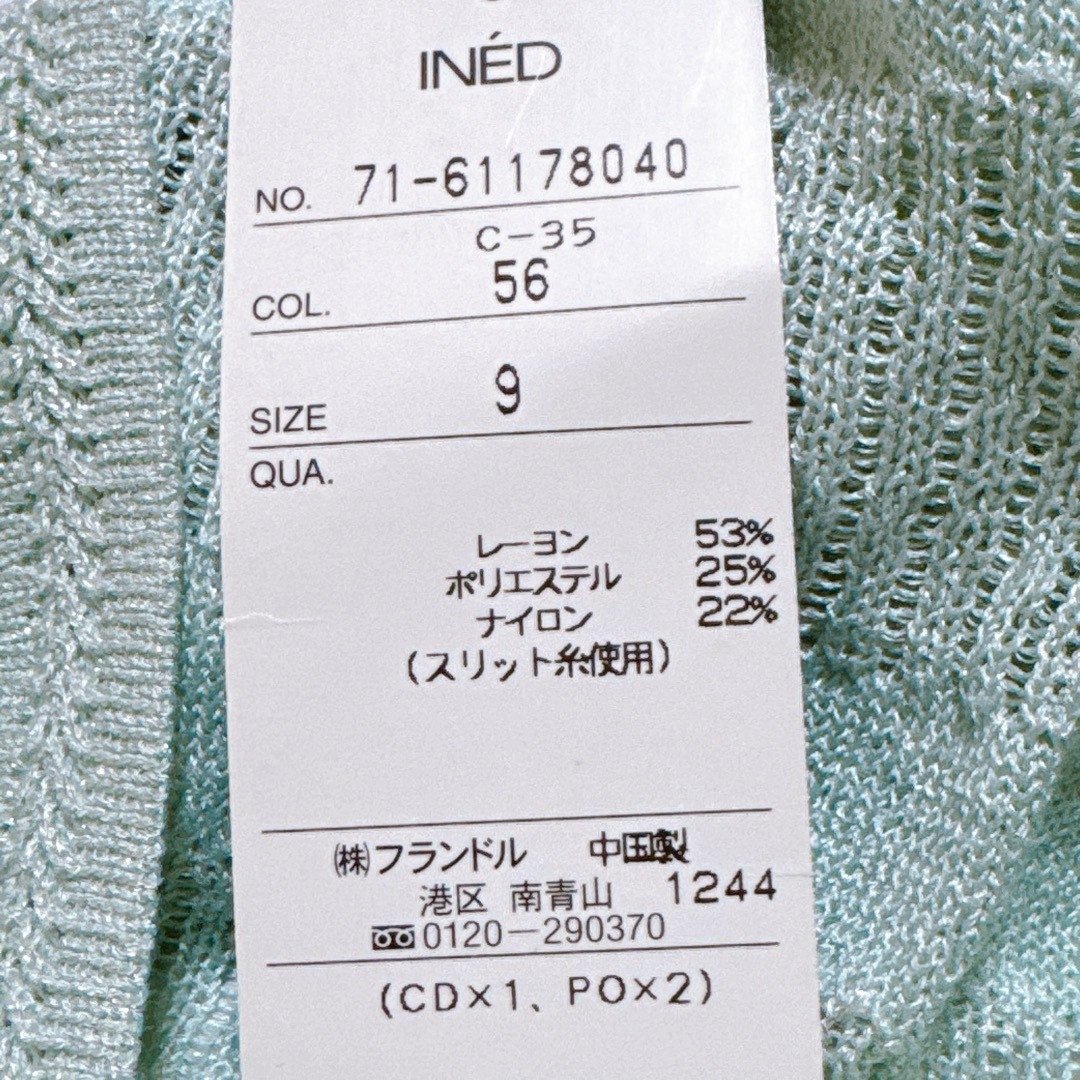 INÉD
NO. 71-61178040
C-35
COL. 56
SIZE 9
QUA.
レーヨン 53%
ポリエステル 25%
ナイロン 22%
(スリット糸使用)
㈱フランドル 中国製
港区 南青山 1244
0120-290370
(CD×1、PO×2)